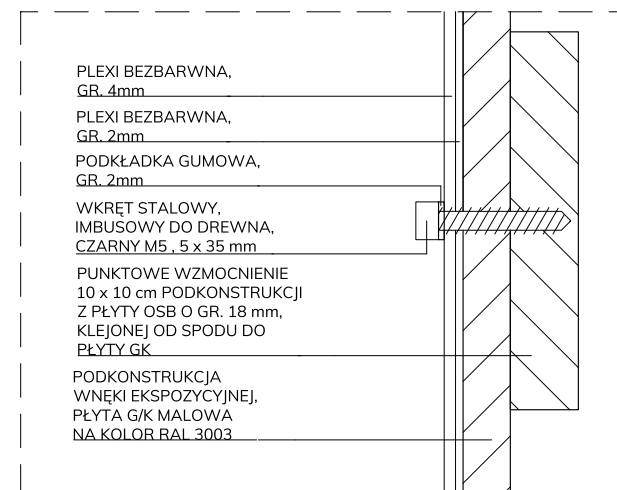 PLEXI BEZBARWNA,
GR. 4mm
PLEXI BEZBARWNA,
GR. 2mm
PODKŁADKA GUMOWA,
GR. 2mm
WKRĘT STALOWY,
IMBUSOWY DO DREWNA,
CZARNY M5 , 5 x 35 mm
PUNKTOWE WZMOCNIENIE
10 x 10 cm PODKONSTRUKCJI
Z PŁYTY OSB O GR. 18 mm,
KLEJONEJ OD SPODU DO
PŁYTY GK
PODKONSTRUKCJA
WNĘKI EKSPOZYCYJNEJ,
PŁYTA G/K MALOWA
NA KOLOR RAL 3003